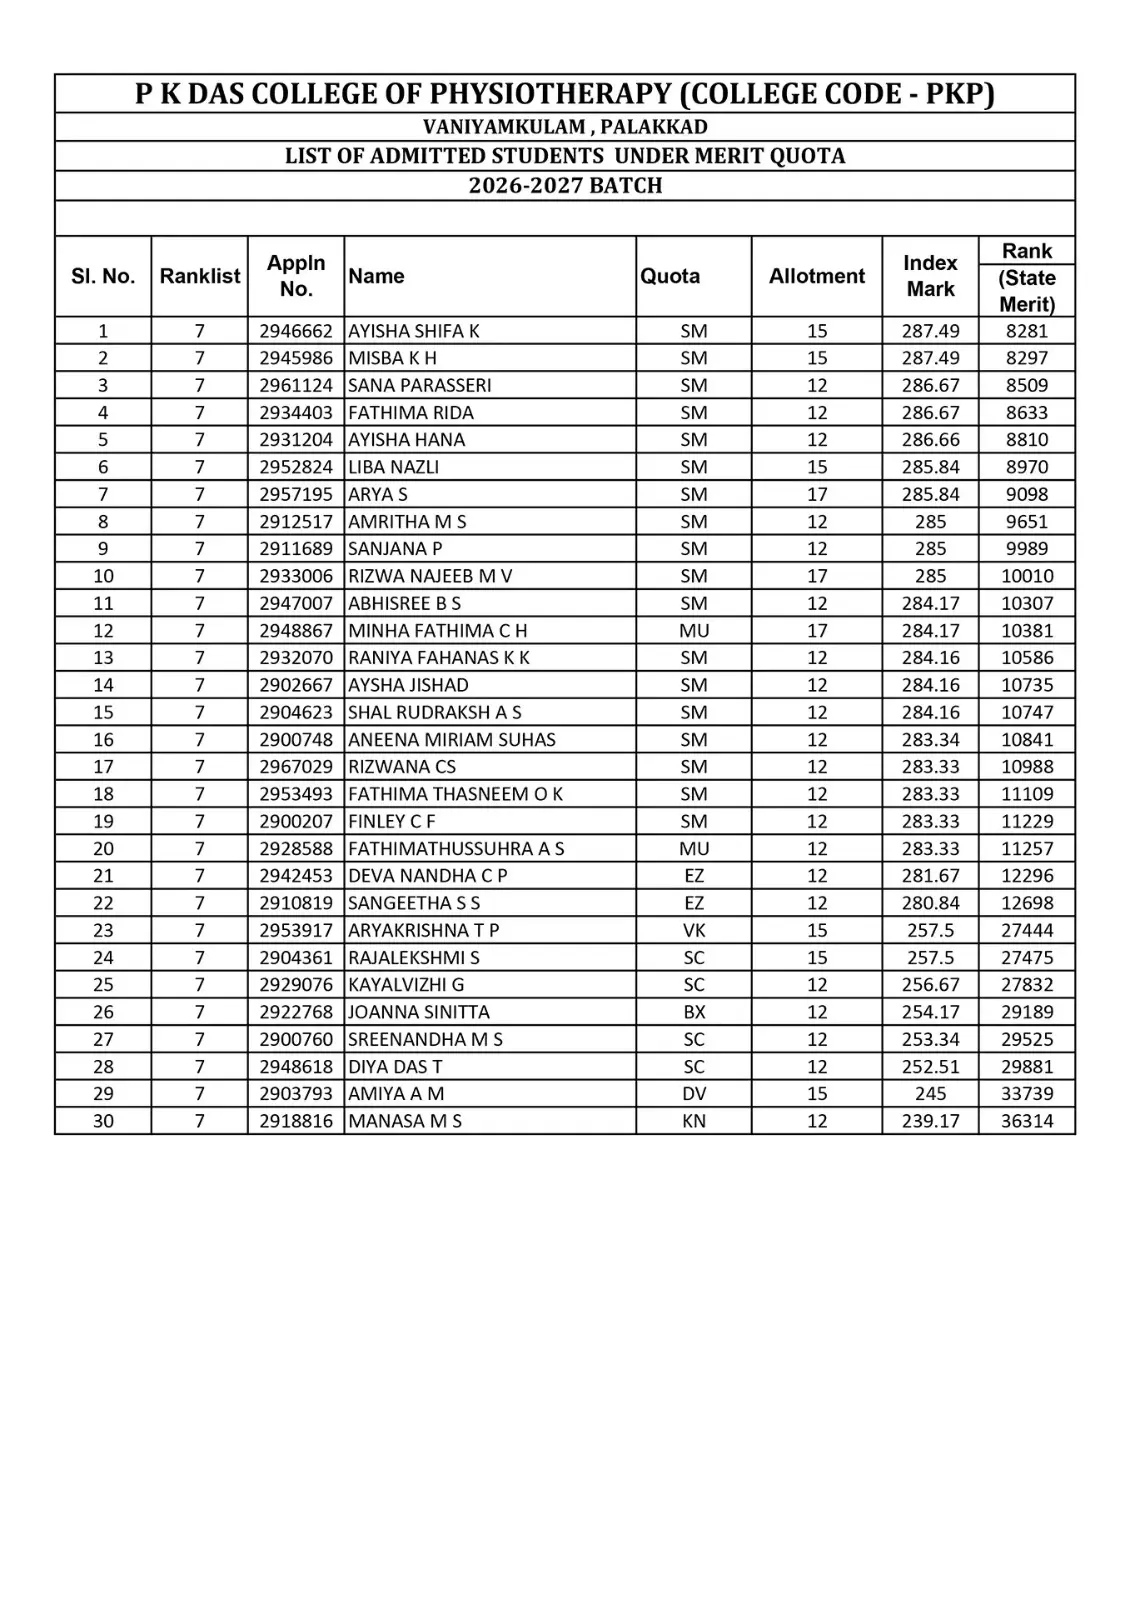 P K DAS COLLEGE OF PHYSIOTHERAPY (COLLEGE CODE - PKP)
VANIYAMKULAM , PALAKKAD
LIST OF ADMITTED STUDENTS UNDER MERIT QUOTA
2026-2027 BATCH
Sl. No. Ranklist Appln No. Name Quota Allotment Index Mark Rank (State Merit)
1 7 2946662 AYISHA SHIFA K SM 15 287.49 8281
2 7 2945986 MISBA K H SM 15 287.49 8297
3 7 2961124 SANA PARASSERI SM 12 286.67 8509
4 7 2934403 FATHIMA RIDA SM 12 286.67 8633
5 7 2931204 AYISHA HANA SM 12 286.66 8810
6 7 2952824 LIBA NAZLI SM 15 285.84 8970
7 7 2957195 ARYA S SM 17 285.84 9098
8 7 2912517 AMRITHA M S SM 12 285 9651
9 7 2911689 SANJANA P SM 12 285 9989
10 7 2933006 RIZWA NAJEEB M V SM 17 285 10010
11 7 2947007 ABHISREE B S SM 12 284.17 10307
12 7 2948867 MINHA FATHIMA C H MU 17 284.17 10381
13 7 2932070 RANIYA FAHANAS K K SM 12 284.16 10586
14 7 2902667 AYSHA JISHAD SM 12 284.16 10735
15 7 2904623 SHAL RUDRAKSH A S SM 12 284.16 10747
16 7 2900748 ANEENA MIRIAM SUHAS SM 12 283.34 10841
17 7 2967029 RIZWANA CS SM 12 283.33 10988
18 7 2953493 FATHIMA THASNEEM O K SM 12 283.33 11109
19 7 2900207 FINLEY C F SM 12 283.33 11229
20 7 2928588 FATHIMATHUSSUHRA A S MU 12 283.33 11257
21 7 2942453 DEVA NANDHA C P EZ 12 281.67 12296
22 7 2910819 SANGEETHA S S EZ 12 280.84 12698
23 7 2953917 ARYAKRISHNA T P VK 15 257.5 27444
24 7 2904361 RAJALEKSHMI S SC 15 257.5 27475
25 7 2929076 KAYALVIZHI G SC 12 256.67 27832
26 7 2922768 JOANNA SINITTA BX 12 254.17 29189
27 7 2900760 SREENANDHA M S SC 12 253.34 29525
28 7 2948618 DIYA DAS T SC 12 252.51 29881
29 7 2903793 AMIYA A M DV 15 245 33739
30 7 2918816 MANASA M S KN 12 239.17 36314